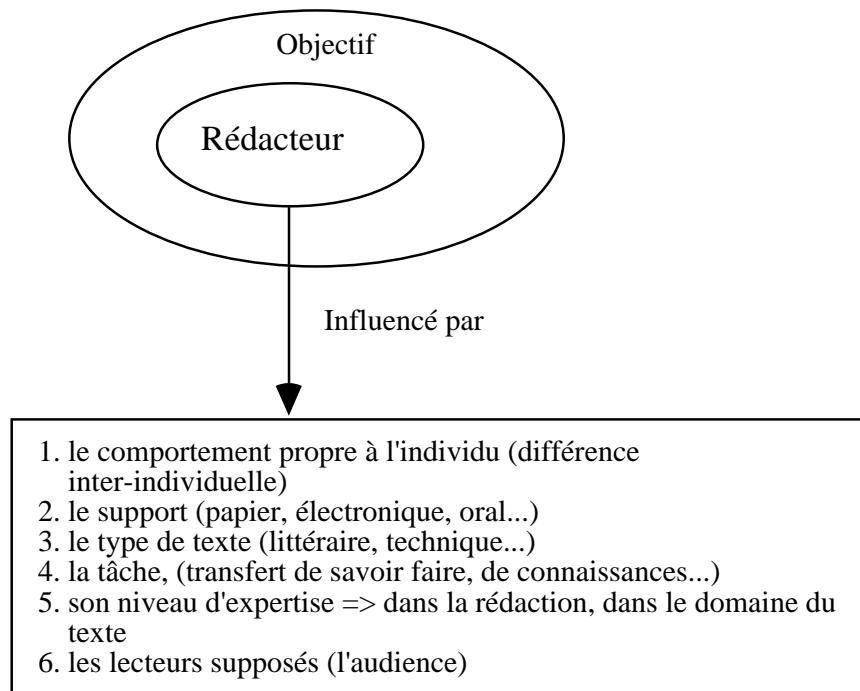 Objectif
Rédacteur
Influencé par
1. le comportement propre à l'individu (différence
inter-individuelle)
2. le support (papier, électronique, oral...)
3. le type de texte (littéraire, technique...)
4. la tâche, (transfert de savoir faire, de connaissances...)
5. son niveau d'expertise => dans la rédaction, dans le domaine du
texte
6. les lecteurs supposés (l'audience)